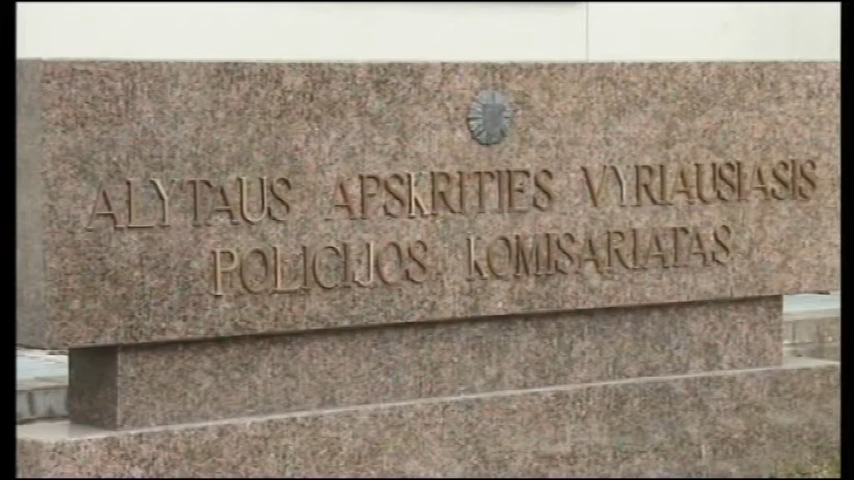 ALYTAUS APSKRITIES VYRIAUSIASIS
POLICIJOS KOMISARIATAS